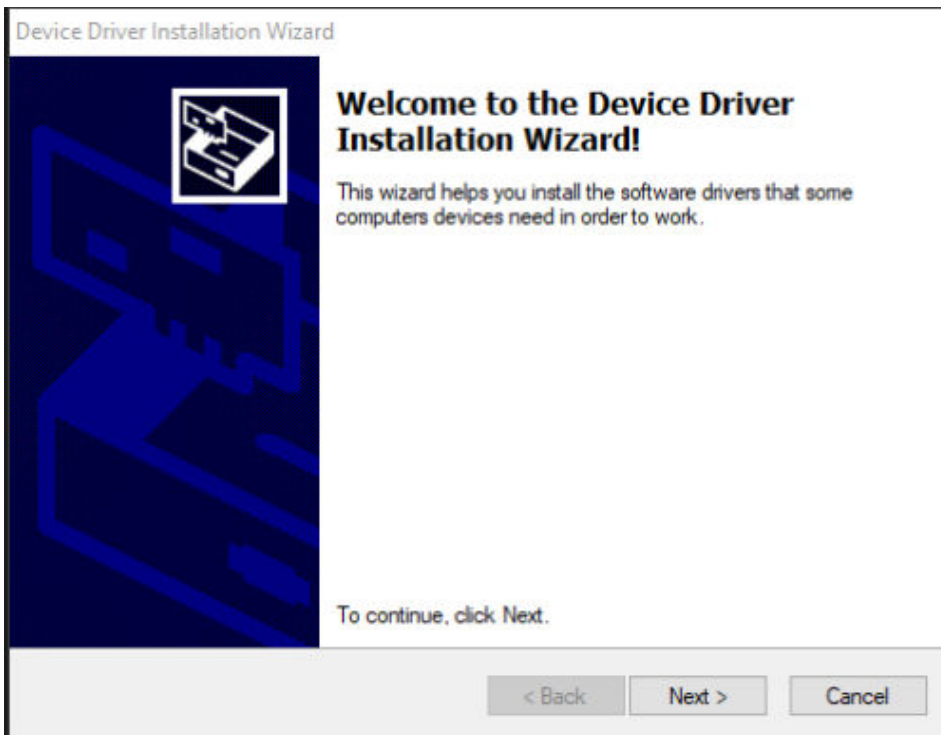 Device Driver Installation Wizard
Welcome to the Device Driver
Installation Wizard!
This wizard helps you install the software drivers that some
computers devices need in order to work.
To continue, click Next.
< Back
Next >
Cancel